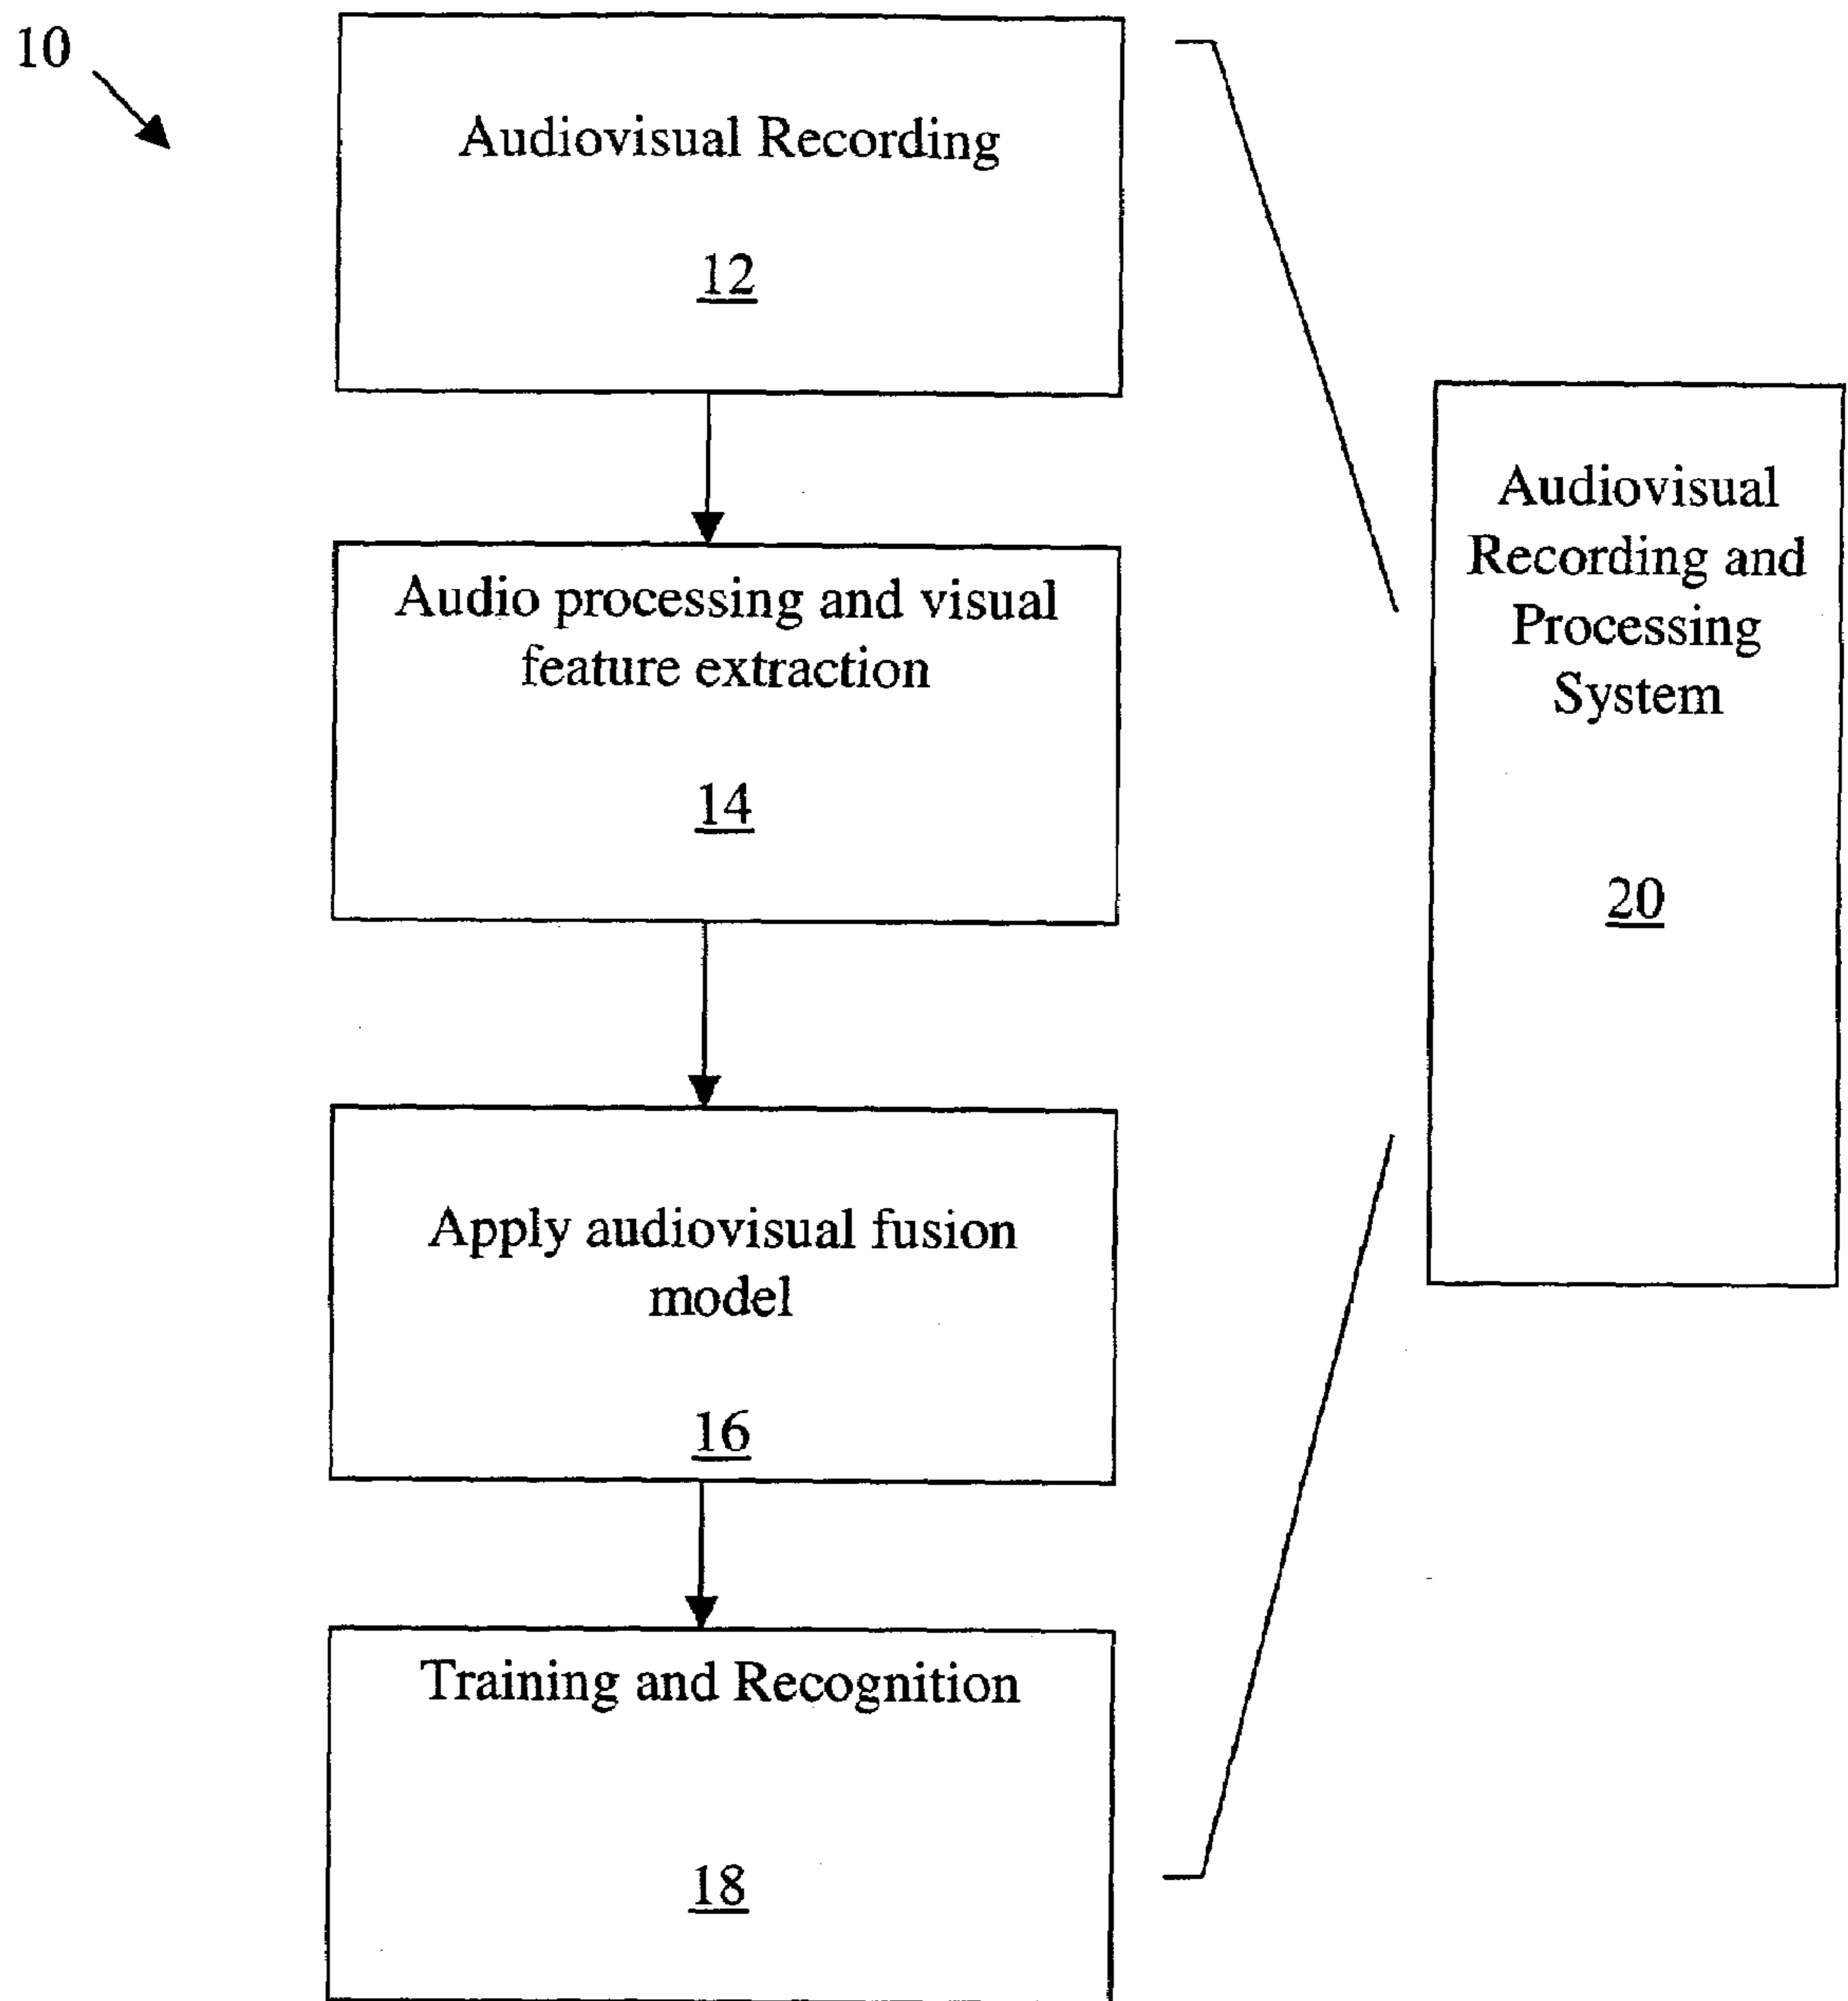 10
Audiovisual Recording
12
Audio processing and visual
feature extraction
14
Apply audiovisual fusion
model
16
Training and Recognition
18
Audiovisual
Recording and
Processing
System
20